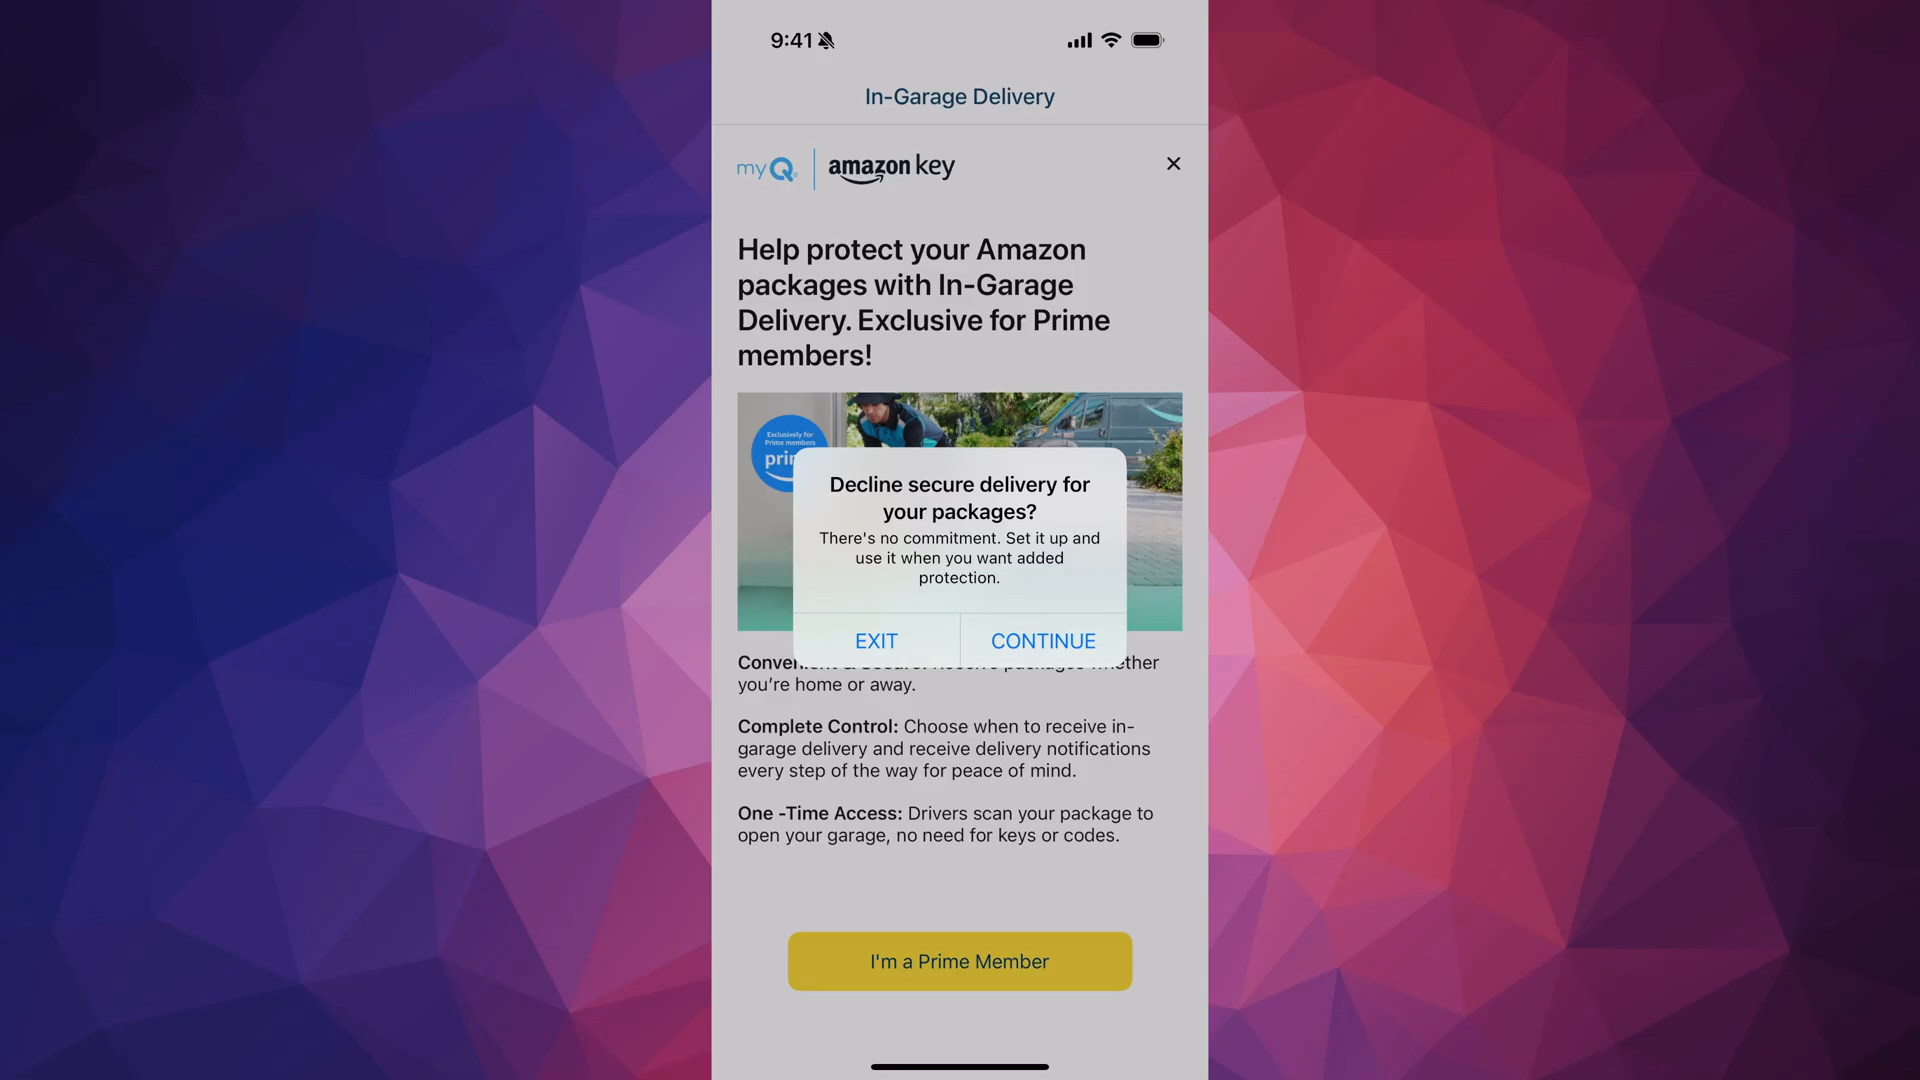 9:41
In-Garage Delivery
myQ
amazon key
Help protect your Amazon
packages with In-Garage
Delivery. Exclusive for Prime
members!
Exclusively for
Prime members
Decline secure delivery for
your packages?
There's no commitment. Set it up and
use it when you want added
protection.
EXIT
CONTINUE
you're home or away.
Complete Control: Choose when to receive in-
garage delivery and receive delivery notifications
every step of the way for peace of mind.
One -Time Access: Drivers scan your package to
open your garage, no need for keys or codes.
I'm a Prime Member